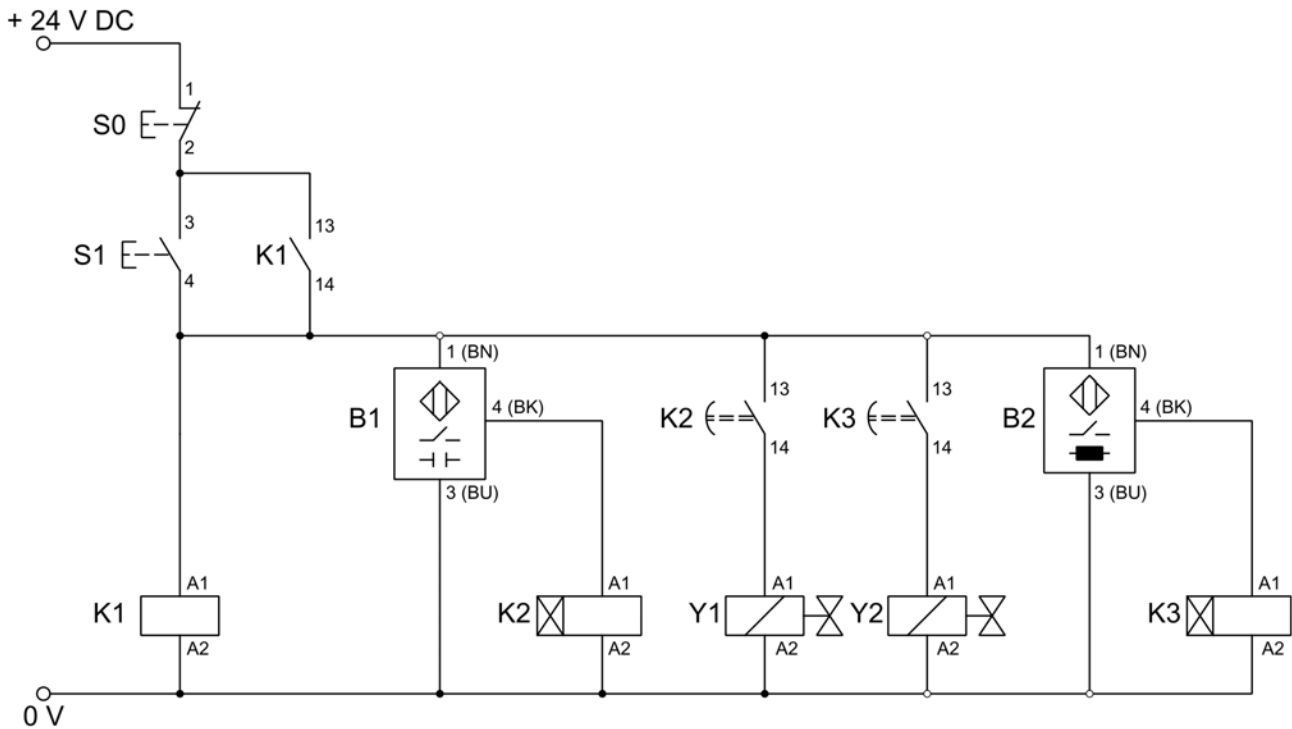 + 24 V DC
1
S0
2
3
13
S1
K1
4
14
1 (BN)
1 (BN)
13
13
B1
4 (BK)
K2
K3
B2
4 (BK)
14
14
3 (BU)
3 (BU)
A1
A1
A1
A1
A1
K1
K2
Y1
Y2
K3
A2
A2
A2
A2
A2
0 V